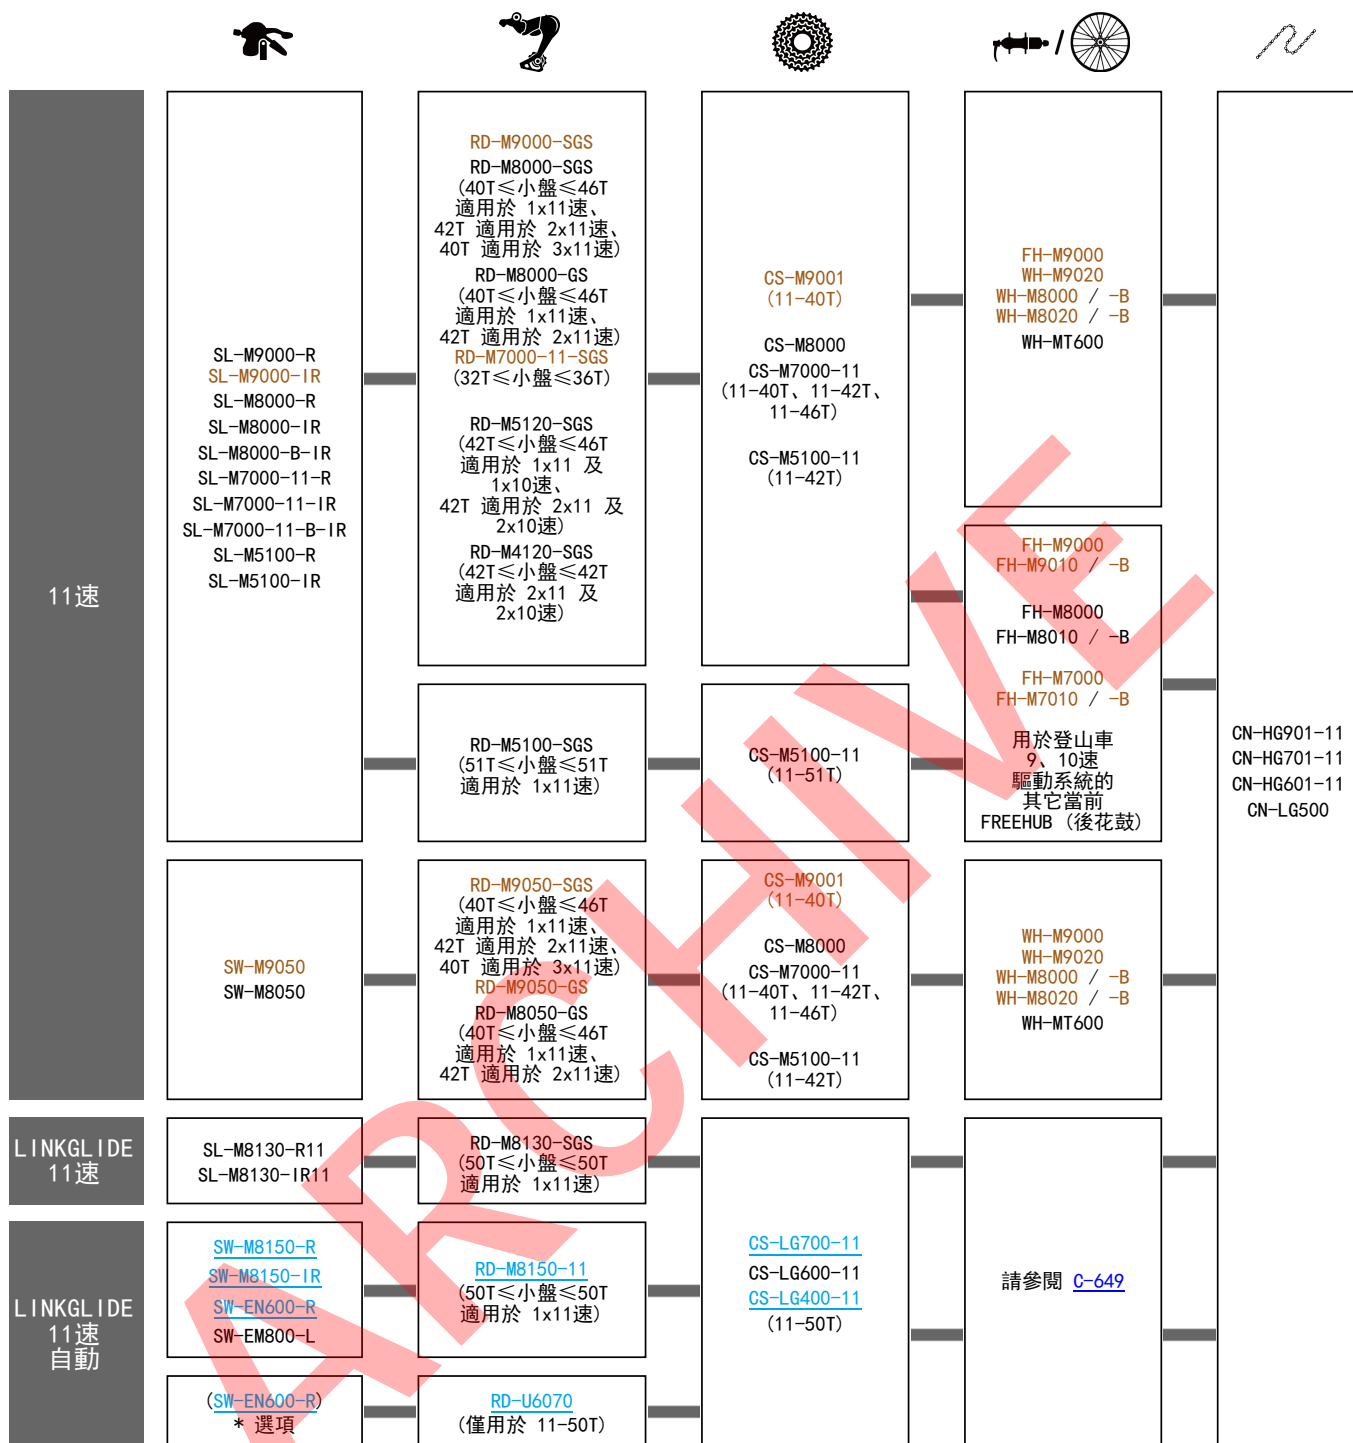 11速
SL-M9000-R
SL-M9000-IR
SL-M8000-R
SL-M8000-IR
SL-M8000-B-IR
SL-M7000-11-R
SL-M7000-11-IR
SL-M7000-11-B-IR
SL-M5100-R
SL-M5100-IR
RD-M9000-SGS
RD-M8000-SGS
(40T≤小盤≤46T
適用於 1x11速、
42T 適用於 2x11速、
40T 適用於 3x11速)
RD-M8000-GS
(40T≤小盤≤46T
適用於 1x11速、
42T 適用於 2x11速)
RD-M7000-11-SGS
(32T≤小盤≤36T)
RD-M5120-SGS
(42T≤小盤≤46T
適用於 1x11 及
1x10速、
42T 適用於 2x11 及
2x10速)
RD-M4120-SGS
(42T≤小盤≤42T
適用於 2x11 及
2x10速)
CS-M9001
(11-40T)
CS-M8000
CS-M7000-11
(11-40T、11-42T、
11-46T)
CS-M5100-11
(11-42T)
FH-M9000
WH-M9020
WH-M8000 / -B
WH-M8020 / -B
WH-MT600
FH-M9000
FH-M9010 / -B
FH-M8000
FH-M8010 / -B
FH-M7000
FH-M7010 / -B
用於登山車
9、10速
驅動系統的
其它當前
FREEHUB (後花鼓)
RD-M5100-SGS
(51T≤小盤≤51T
適用於 1x11速)
CS-M5100-11
(11-51T)
CN-HG901-11
CN-HG701-11
CN-HG601-11
CN-LG500
SW-M9050
SW-M8050
RD-M9050-SGS
(40T≤小盤≤46T
適用於 1x11速、
42T 適用於 2x11速、
40T 適用於 3x11速)
RD-M9050-GS
RD-M8050-GS
(40T≤小盤≤46T
適用於 1x11速、
42T 適用於 2x11速)
CS-M9001
(11-40T)
CS-M8000
CS-M7000-11
(11-40T、11-42T、
11-46T)
CS-M5100-11
(11-42T)
WH-M9000
WH-M9020
WH-M8000 / -B
WH-M8020 / -B
WH-MT600
LINKGLIDE
11速
SL-M8130-R11
SL-M8130-IR11
RD-M8130-SGS
(50T≤小盤≤50T
適用於 1x11速)
LINKGLIDE
11速
自動
SW-M8150-R
SW-M8150-IR
SW-EN600-R
SW-EM800-L
RD-M8150-11
(50T≤小盤≤50T
適用於 1x11速)
CS-LG700-11
CS-LG600-11
CS-LG400-11
(11-50T)
請參閱 C-649
(SW-EN600-R)
* 選項
RD-U6070
(僅用於 11-50T)
ARCHIVE